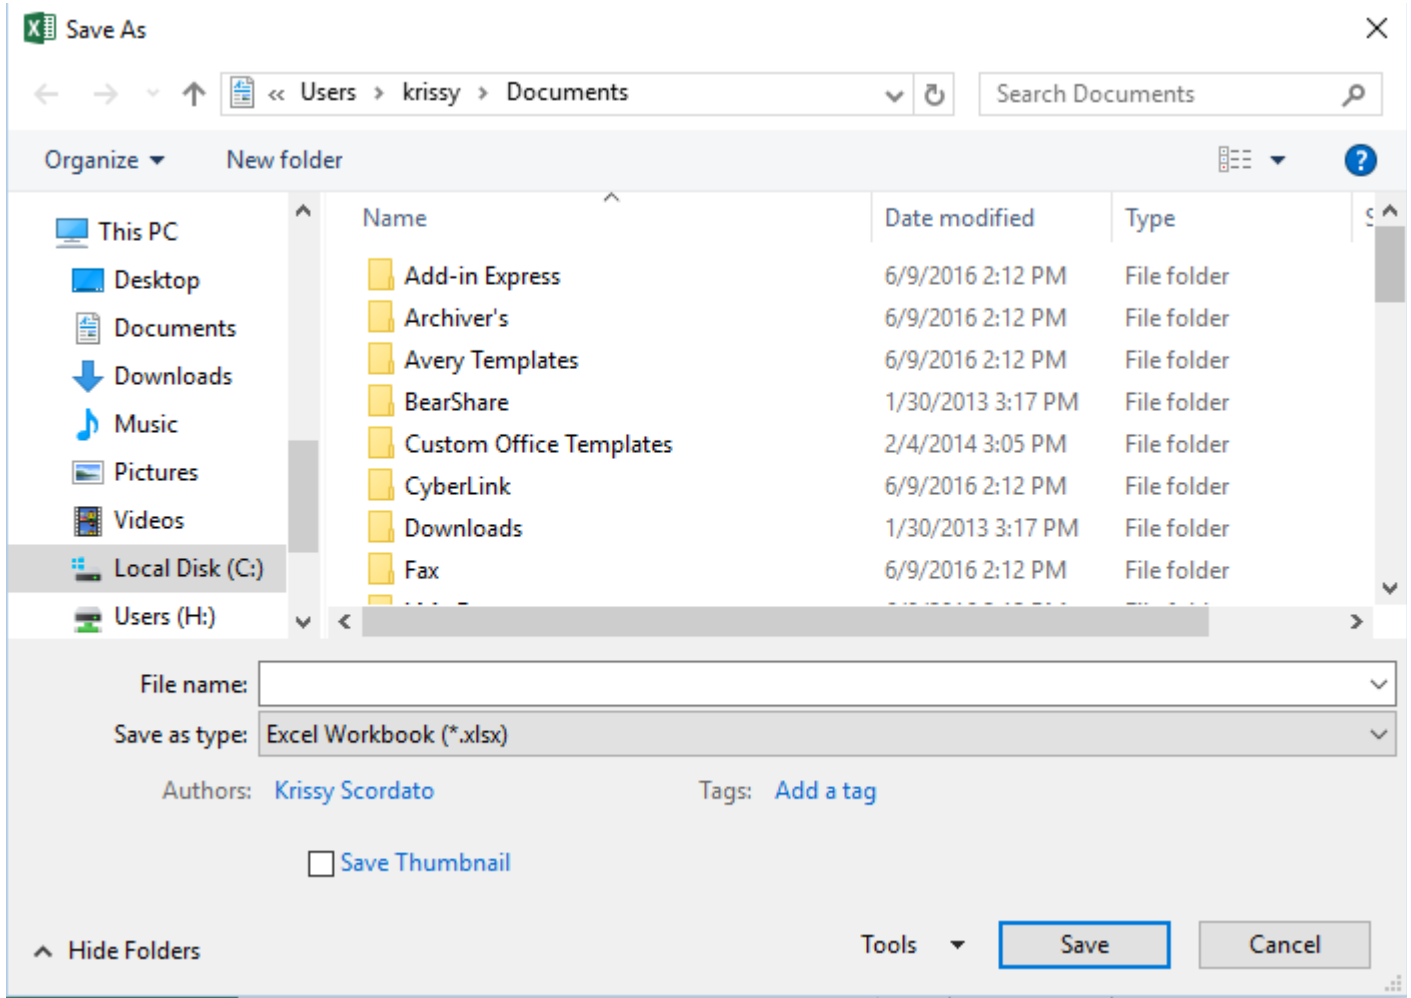 Save As
« Users > krissy > Documents
Search Documents
Organize
New folder
Name Date modified Type
This PC
Desktop
Documents
Downloads
Music
Pictures
Videos
Local Disk (C:)
Users (H:)
Add-in Express 6/9/2016 2:12 PM File folder
Archiver's 6/9/2016 2:12 PM File folder
Avery Templates 6/9/2016 2:12 PM File folder
BearShare 1/30/2013 3:17 PM File folder
Custom Office Templates 2/4/2014 3:05 PM File folder
CyberLink 6/9/2016 2:12 PM File folder
Downloads 1/30/2013 3:17 PM File folder
Fax 6/9/2016 2:12 PM File folder
File name:
Save as type: Excel Workbook (*.xlsx)
Authors: Krissy Scordato Tags: Add a tag
Save Thumbnail
Hide Folders Tools Save Cancel